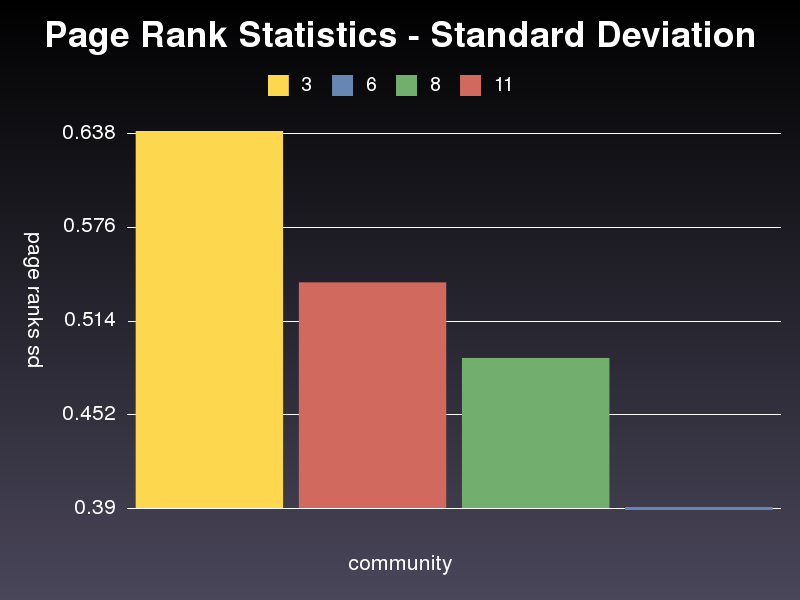 Page Rank Statistics - Standard Deviation
3 6 8 11
0.638
0.576
0.514
0.452
0.39
page ranks sd
community